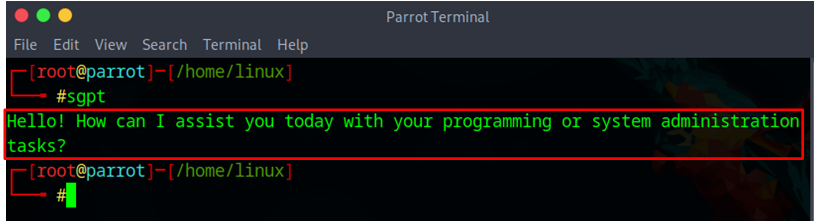 Parrot Terminal
File Edit View Search Terminal Help
┌─[root@parrot]─[/home/linux]
└──╼ #sgpt
Hello! How can I assist you today with your programming or system administration
tasks?
┌─[root@parrot]─[/home/linux]
└──╼ #